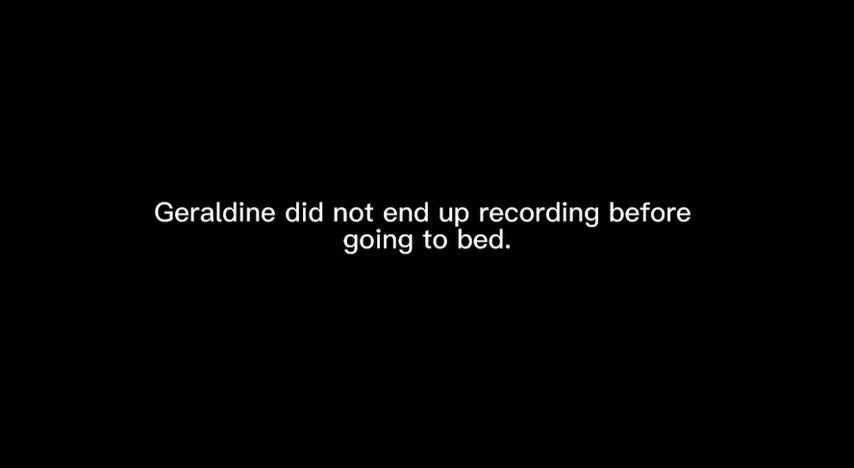 Geraldine did not end up recording before
going to bed.